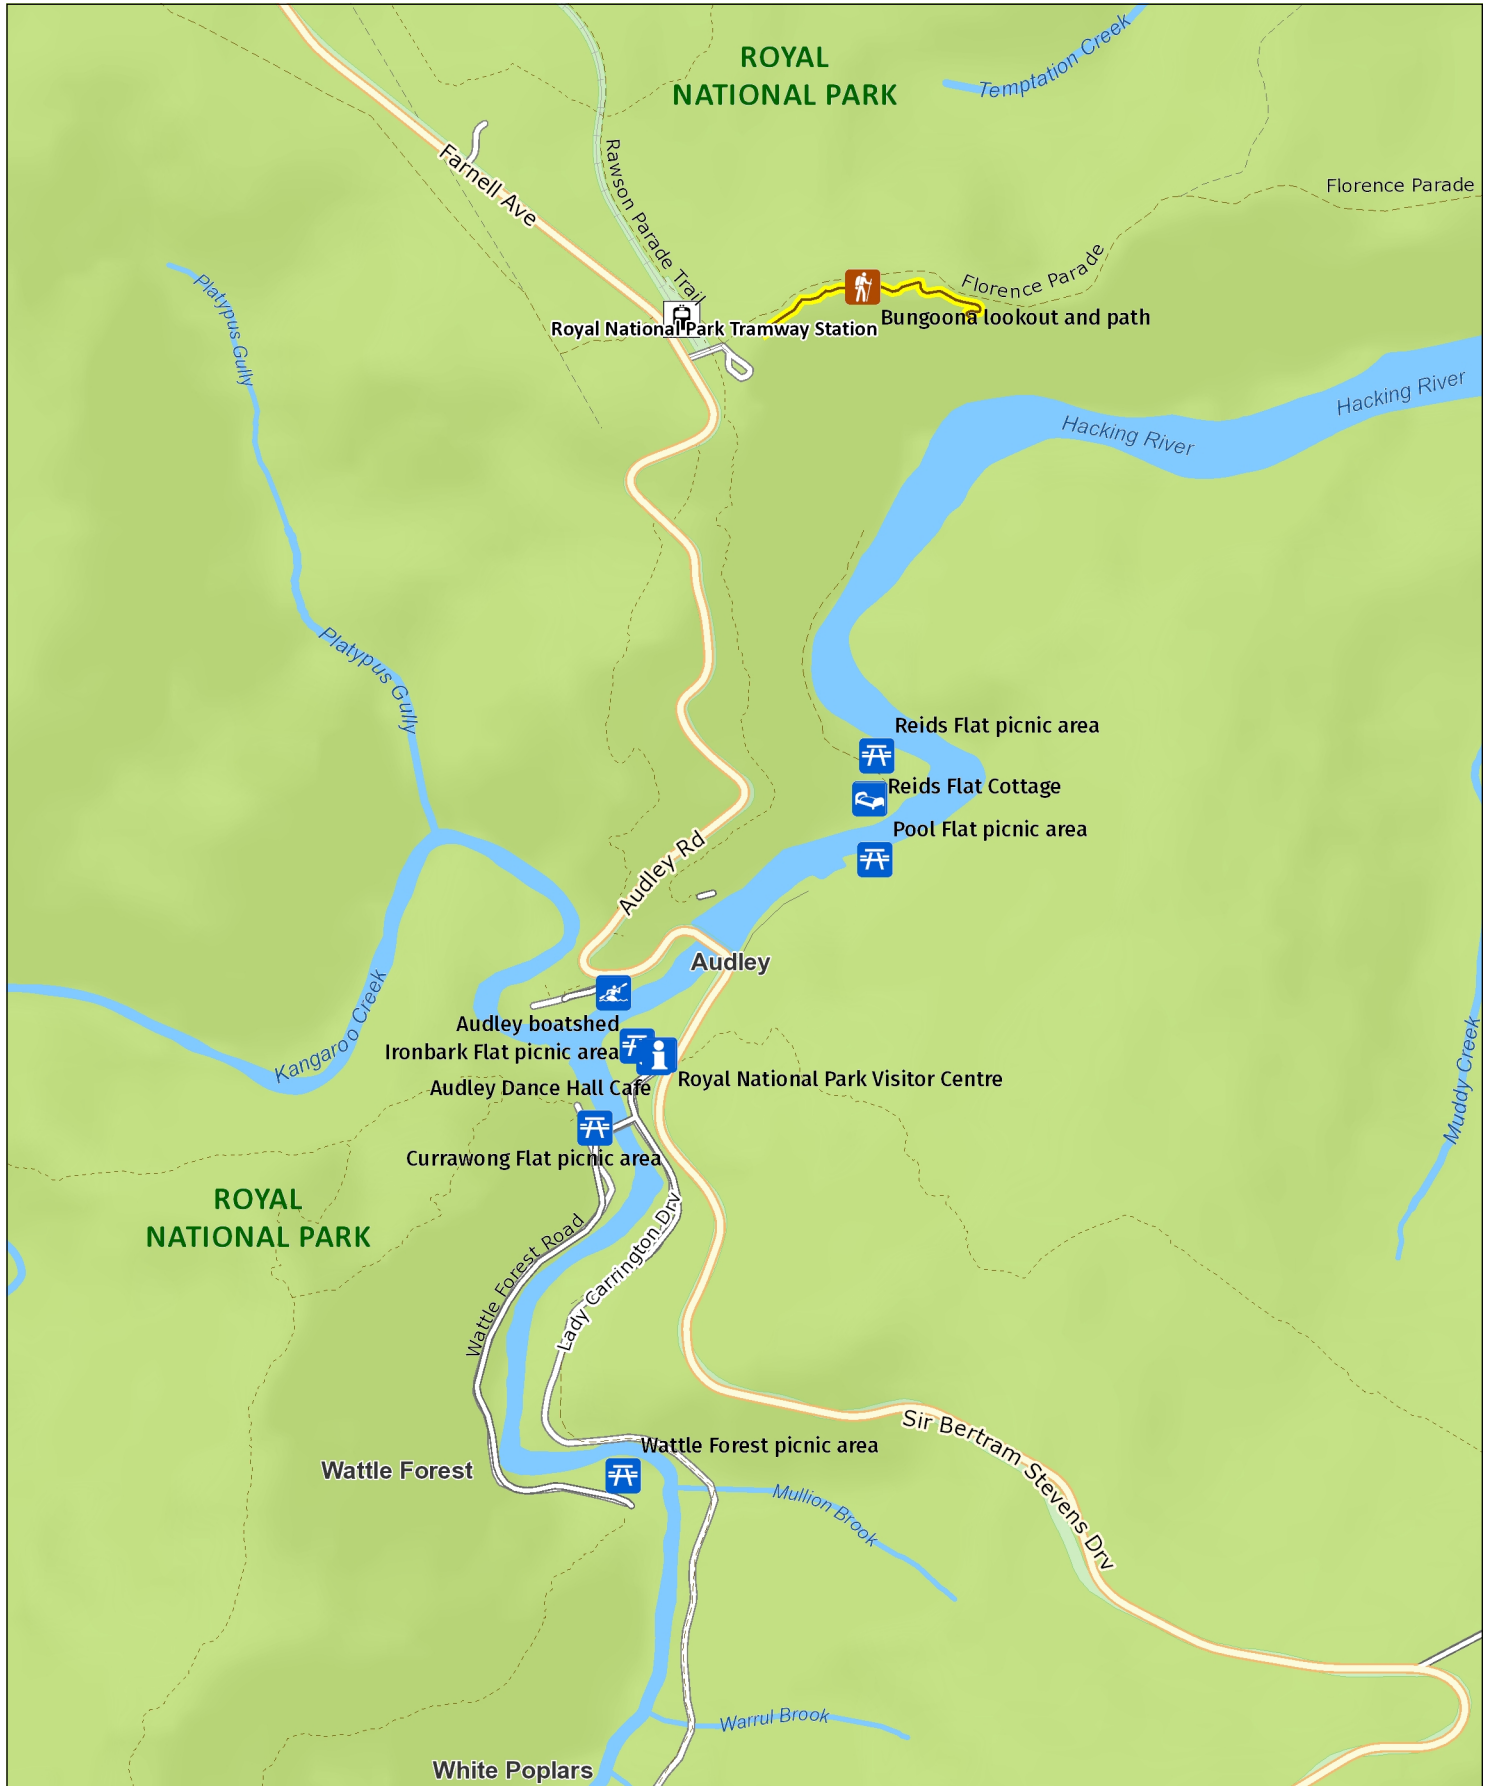 ROYAL
NATIONAL PARK
Temptation Creek
Farnell Ave
Rawson Parade Trail
Florence Parade
Florence Parade
Platypus Gully
Royal National Park Tramway Station
Bungoona lookout and path
Hacking River
Hacking River
Platypus Gully
Reids Flat picnic area
Reids Flat Cottage
Pool Flat picnic area
Audley Rd
Audley
Kangaroo Creek
Audley boatshed
Ironbark Flat picnic area
Royal National Park Visitor Centre
Audley Dance Hall Cafe
Muddy Creek
Currawong Flat picnic area
ROYAL
NATIONAL PARK
Wattle Forest Road
Lady Carrington Drv
Sir Bertram Stevens Drv
Wattle Forest picnic area
Wattle Forest
Mullion Brook
Warrul Brook
White Poplars